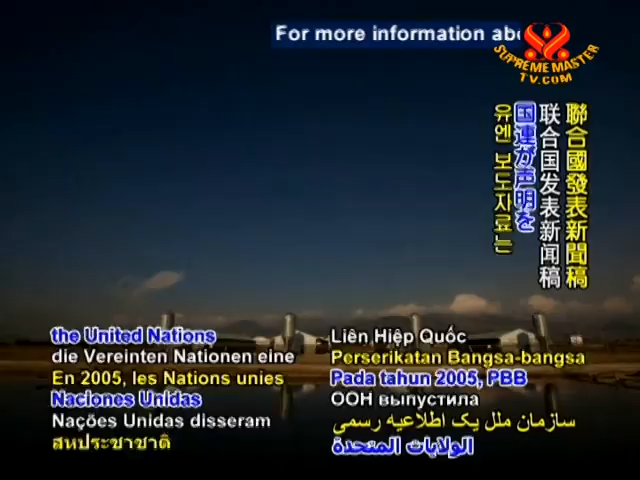 For more information abo
SUPREME MASTER
TV.COM
聯合國發表新聞稿
联合国发表新闻稿
国連が声明を
유엔 보도자료는
the United Nations
die Vereinten Nationen eine
En 2005, les Nations unies
Naciones Unidas
Nações Unidas disseram
สหประชาชาติ
Liên Hiệp Quốc
Perserikatan Bangsa-bangsa
Pada tahun 2005, PBB
ООН выпустила
سازمان ملل یک اطلاعیه رسمی
الولايات المتحدة